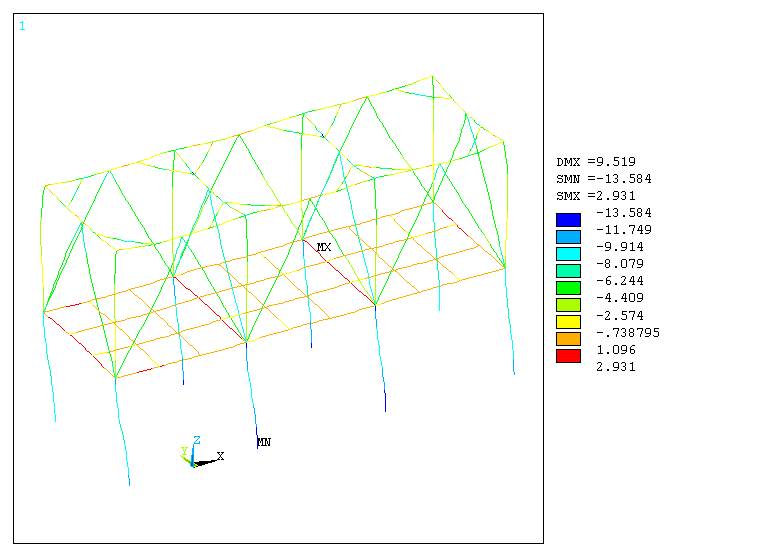 1
DMX =9.519
SMN =-13.584
SMX =2.931
-13.584
-11.749
-9.914
-8.079
-6.244
-4.409
-2.574
-.738795
1.096
2.931
MX
MN
Z
Y
X